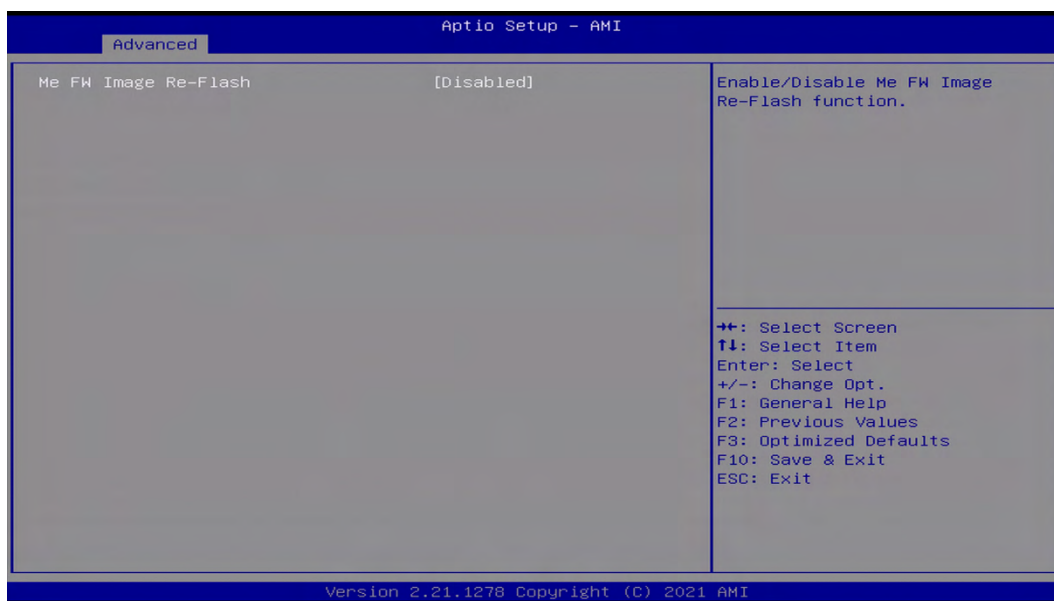 Aptio Setup – AMI
Advanced
Me FW Image Re-Flash [Disabled]
Enable/Disable Me FW Image
Re-Flash function.
→←: Select Screen
↑↓: Select Item
Enter: Select
+/-: Change Opt.
F1: General Help
F2: Previous Values
F3: Optimized Defaults
F10: Save & Exit
ESC: Exit
Version 2.21.1278 Copyright (C) 2021 AMI